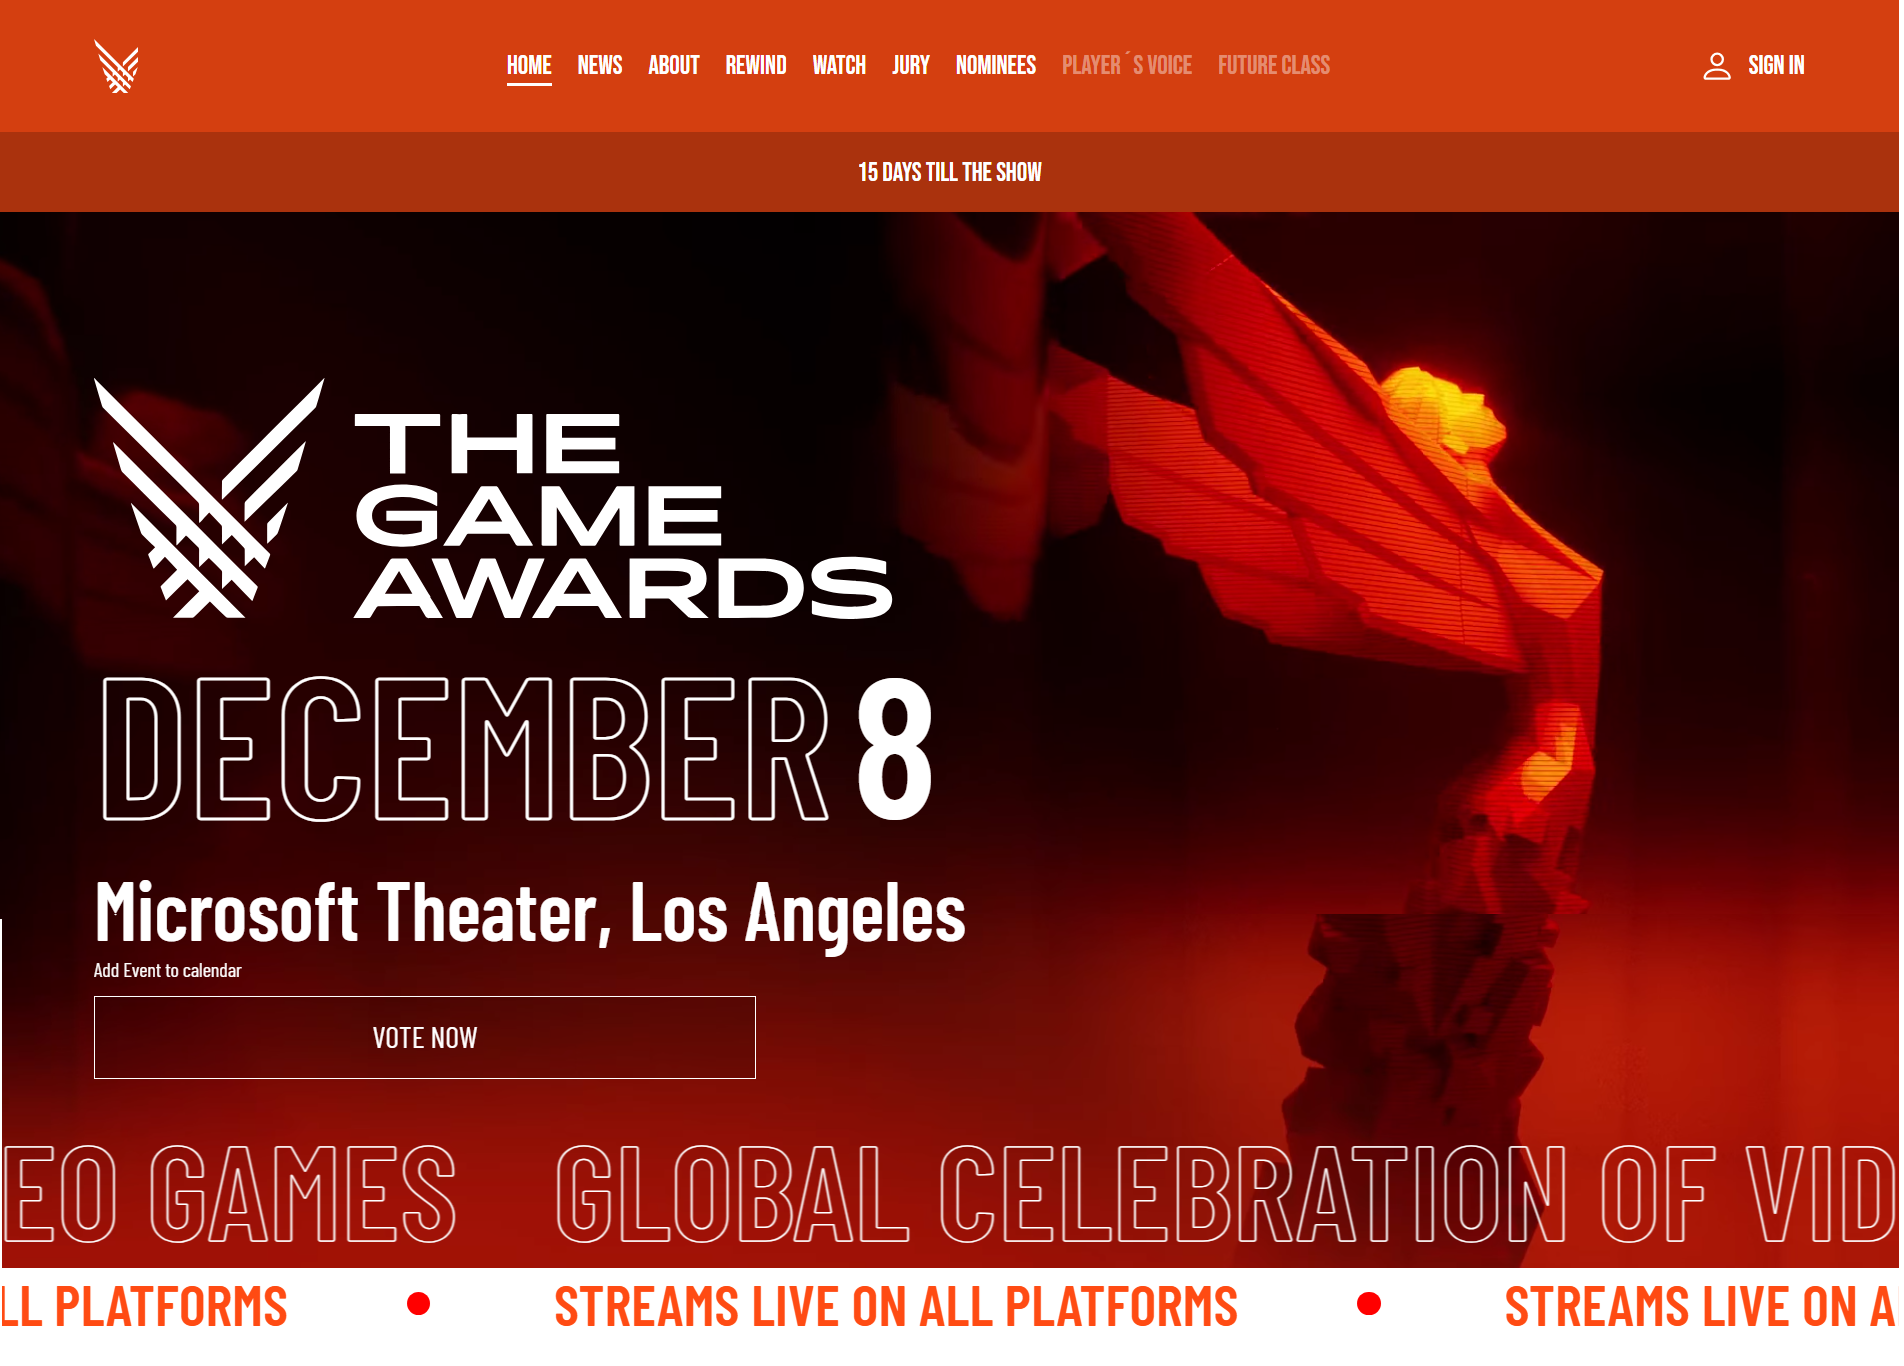 HOME NEWS ABOUT REWIND WATCH JURY NOMINEES PLAYER´S VOICE FUTURE CLASS SIGN IN
15 DAYS TILL THE SHOW
THE
GAME
AWARDS
DECEMBER 8
Microsoft Theater, Los Angeles
Add Event to calendar
VOTE NOW
EO GAMES GLOBAL CELEBRATION OF VID
LL PLATFORMS STREAMS LIVE ON ALL PLATFORMS STREAMS LIVE ON A